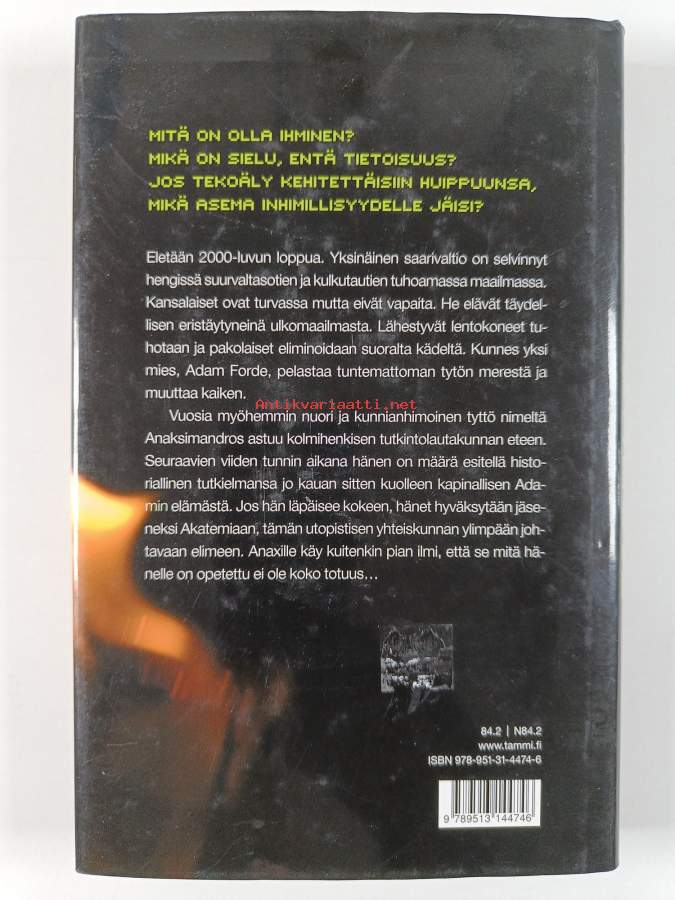 MITÄ ON OLLA IHMINEN?
MIKÄ ON SIELU, ENTÄ TIETOISUUS?
JOS TEKOÄLY KEHITETTÄISIIN HUIPPUUNSA,
MIKÄ ASEMA INHIMILLISYYDELLE JÄISI?
Eletään 2000-luvun loppua. Yksinäinen saarivaltio on selvinnyt
hengissä suurvaltasotien ja kulkutautien tuhoamassa maailmassa.
Kansalaiset ovat turvassa mutta eivät vapaita. He elävät täydel-
lisen eristäytyneinä ulkomaailmasta. Lähestyvät lentokoneet tu-
hotaan ja pakolaiset eliminoidaan suoralta kädeltä. Kunnes yksi
mies, Adam Forde, pelastaa tuntemattoman tytön merestä ja
muuttaa kaiken.
Antikvariaatti.net
Vuosia myöhemmin nuori ja kunnianhimoinen tyttö nimeltä
Anaksimandros astuu kolmihenkisen tutkintolautakunnan eteen.
Seuraavien viiden tunnin aikana hänen on määrä esitellä histo-
riallinen tutkielmansa jo kauan sitten kuolleen kapinallisen Ada-
min elämästä. Jos hän läpäisee kokeen, hänet hyväksytään jäse-
neksi Akatemiaan, tämän utopistisen yhteiskunnan ylimpään joh-
tavaan elimeen. Anaxille käy kuitenkin pian ilmi, että se mitä hä-
nelle on opetettu ei ole koko totuus...
84.2 | N84.2
www.tammi.fi
ISBN 978-951-31-4474-6
9 789513 144746